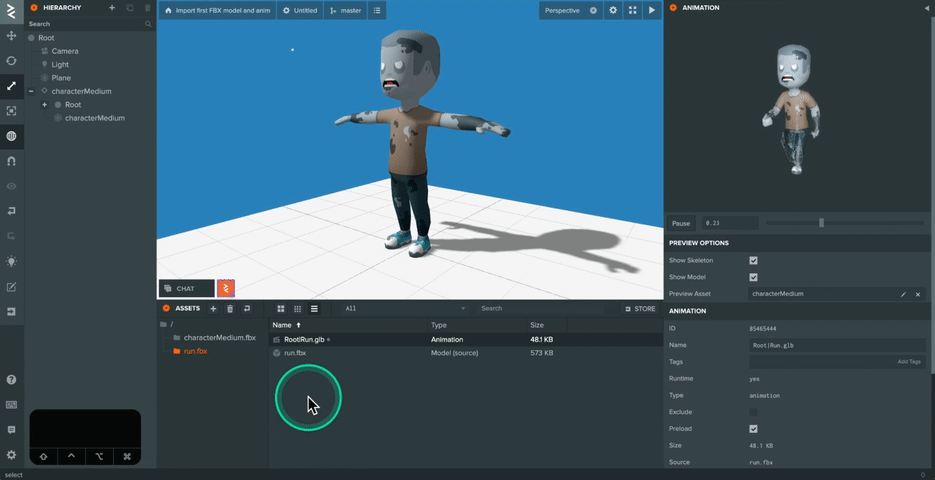 HIERARCHY
Search
Root
Camera
Light
Plane
characterMedium
Root
characterMedium
Import first FBX model and anim
Untitled
master
Perspective
CHAT
ASSETS
All
Search
STORE
/
characterMedium.fbx
run.fbx
Name
Type
Size
Root|Run.glb
Animation
48.1 KB
run.fbx
Model (source)
573 KB
ANIMATION
Pause
0.23
PREVIEW OPTIONS
Show Skeleton
Show Model
Preview Asset
characterMedium
ANIMATION
ID
85465444
Name
Root|Run.glb
Tags
Add Tags
Runtime
yes
Type
animation
Exclude
Preload
Size
48.1 KB
Source
run.fbx
select
0